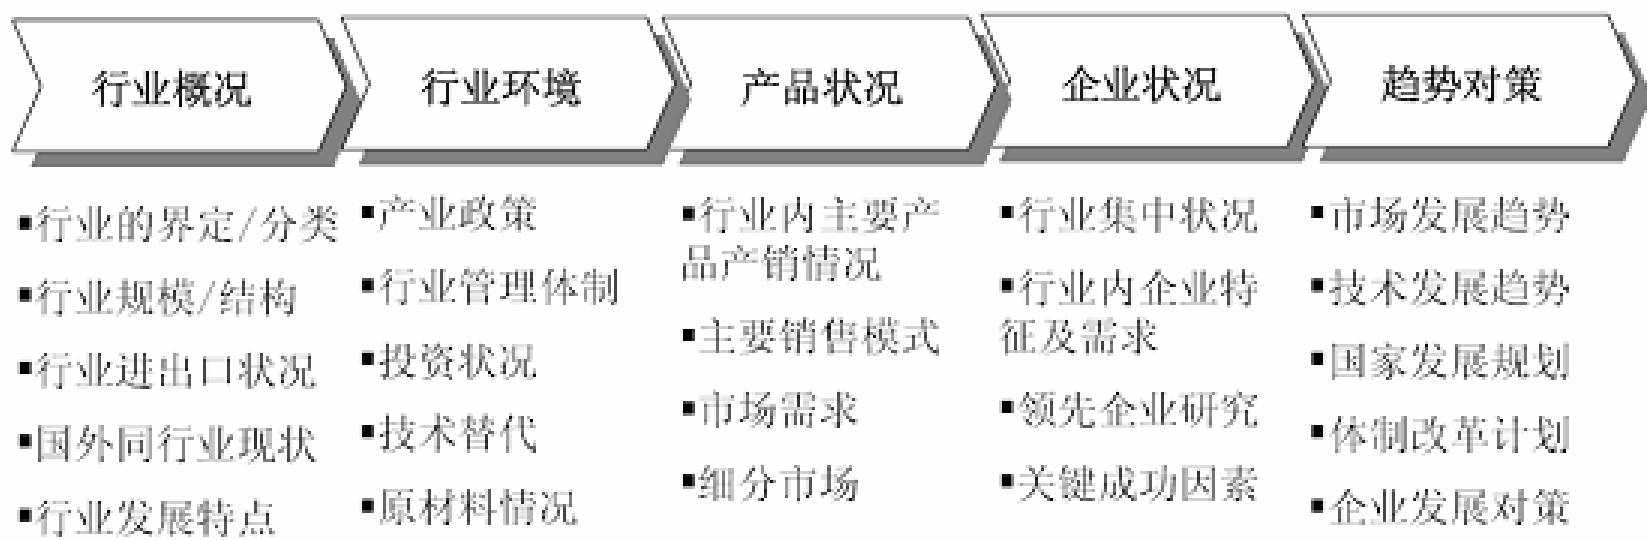 行业概况
行业环境
产品状况
企业状况
趋势对策
▪行业的界定/分类
▪行业规模/结构
▪行业进出口状况
▪国外同行业现状
▪行业发展特点
▪产业政策
▪行业管理体制
▪投资状况
▪技术替代
▪原材料情况
▪行业内主要产
品产销情况
▪主要销售模式
▪市场需求
▪细分市场
▪行业集中状况
▪行业内企业特
征及需求
▪领先企业研究
▪关键成功因素
▪市场发展趋势
▪技术发展趋势
▪国家发展规划
▪体制改革计划
▪企业发展对策